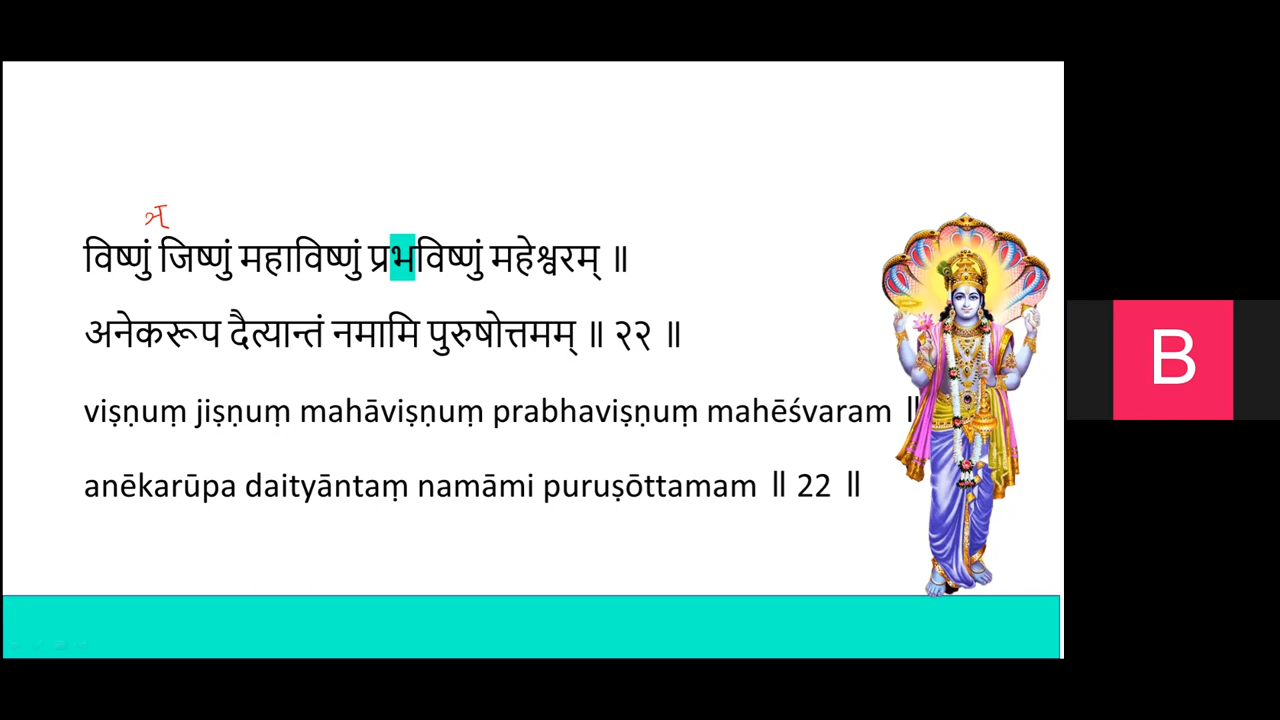 ञ्
विष्णुं जिष्णुं महाविष्णुं प्रभविष्णुं महेश्वरम् ॥
अनेकरूप दैत्यान्तं नमामि पुरुषोत्तमम् ॥ २२ ॥
viṣṇuṃ jiṣṇuṃ mahāviṣṇuṃ prabhaviṣṇuṃ mahēśvaram ॥
anēkarūpa daityāntaṃ namāmi puruṣōttamam ॥ 22 ॥
B